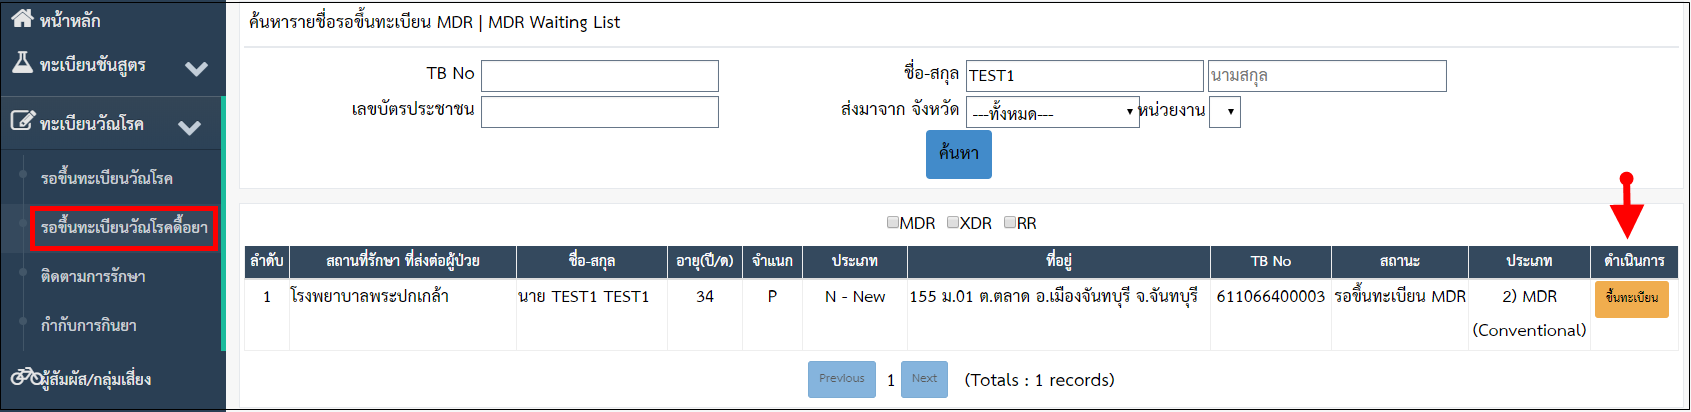 หน้าหลัก
ทะเบียนชันสูตร
ทะเบียนวัณโรค
รอขึ้นทะเบียนวัณโรค
รอขึ้นทะเบียนวัณโรคดื้อยา
ติดตามการรักษา
กำกับการกินยา
ผู้สัมผัส/กลุ่มเสี่ยง
ค้นหารายชื่อรอขึ้นทะเบียน MDR | MDR Waiting List
TB No ชื่อ-สกุล TEST1 นามสกุล
เลขบัตรประชาชน ส่งมาจาก จังหวัด ---ทั้งหมด--- หน่วยงาน
ค้นหา
MDR XDR RR
ลำดับ สถานที่รักษา ที่ส่งต่อผู้ป่วย ชื่อ-สกุล อายุ(ปี/ด) จำแนก ประเภท ที่อยู่ TB No สถานะ ประเภท ดำเนินการ
1 โรงพยาบาลพระปกเกล้า นาย TEST1 TEST1 34 P N - New 155 ม.01 ต.ตลาด อ.เมืองจันทบุรี จ.จันทบุรี 611066400003 รอขึ้นทะเบียน MDR 2) MDR ขึ้นทะเบียน
(Conventional)
Previous 1 Next (Totals : 1 records)